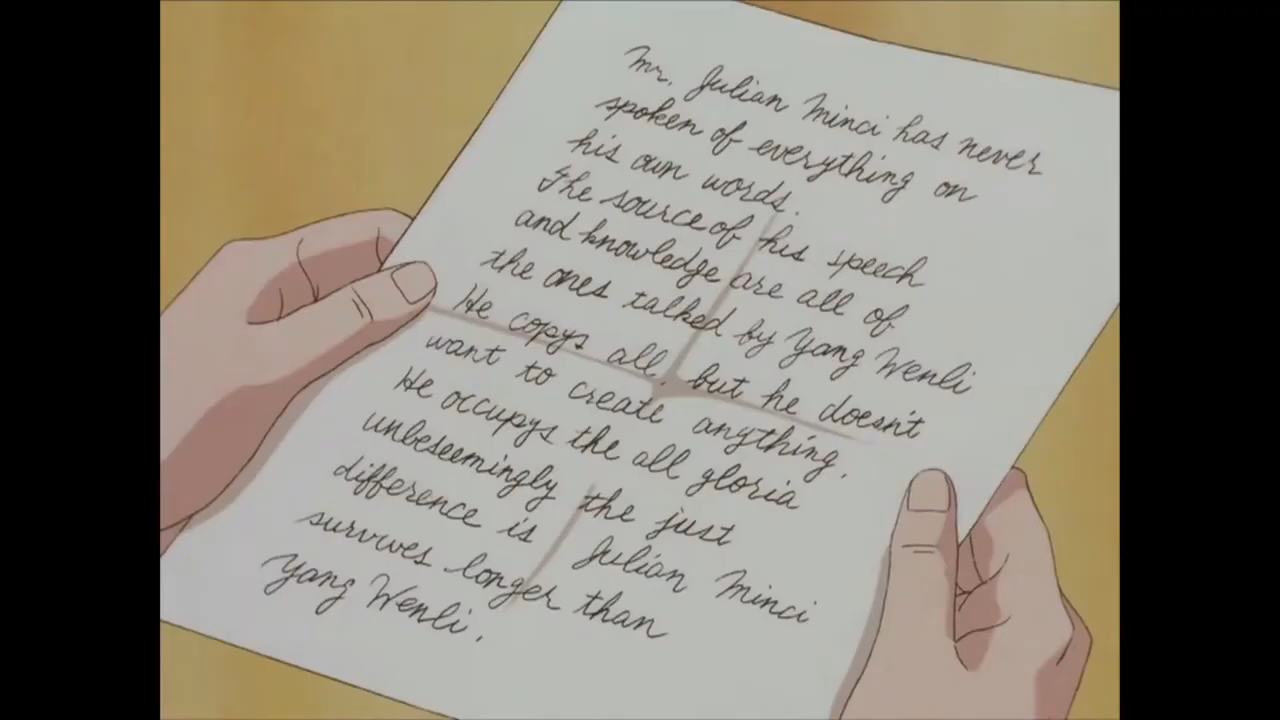 Mr. Julian Minci has never
spoken of everything on
his own words.
The source of his speech
and knowledge are all of
the ones talked by Yang Wenli
He copys all, but he doesn't
want to create anything.
He occupys the all gloria
unbeseemingly the just
difference is Julian Minci
survives longer than
Yang Wenli.